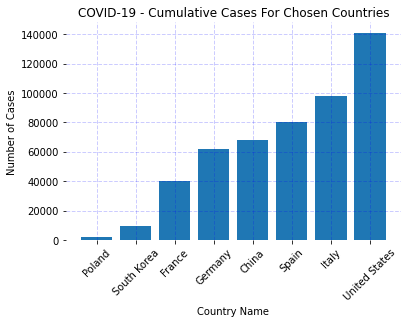 COVID-19 - Cumulative Cases For Chosen Countries
Number of Cases
140000
120000
100000
80000
60000
40000
20000
0
Poland
South Korea
France
Germany
China
Spain
Italy
United States
Country Name